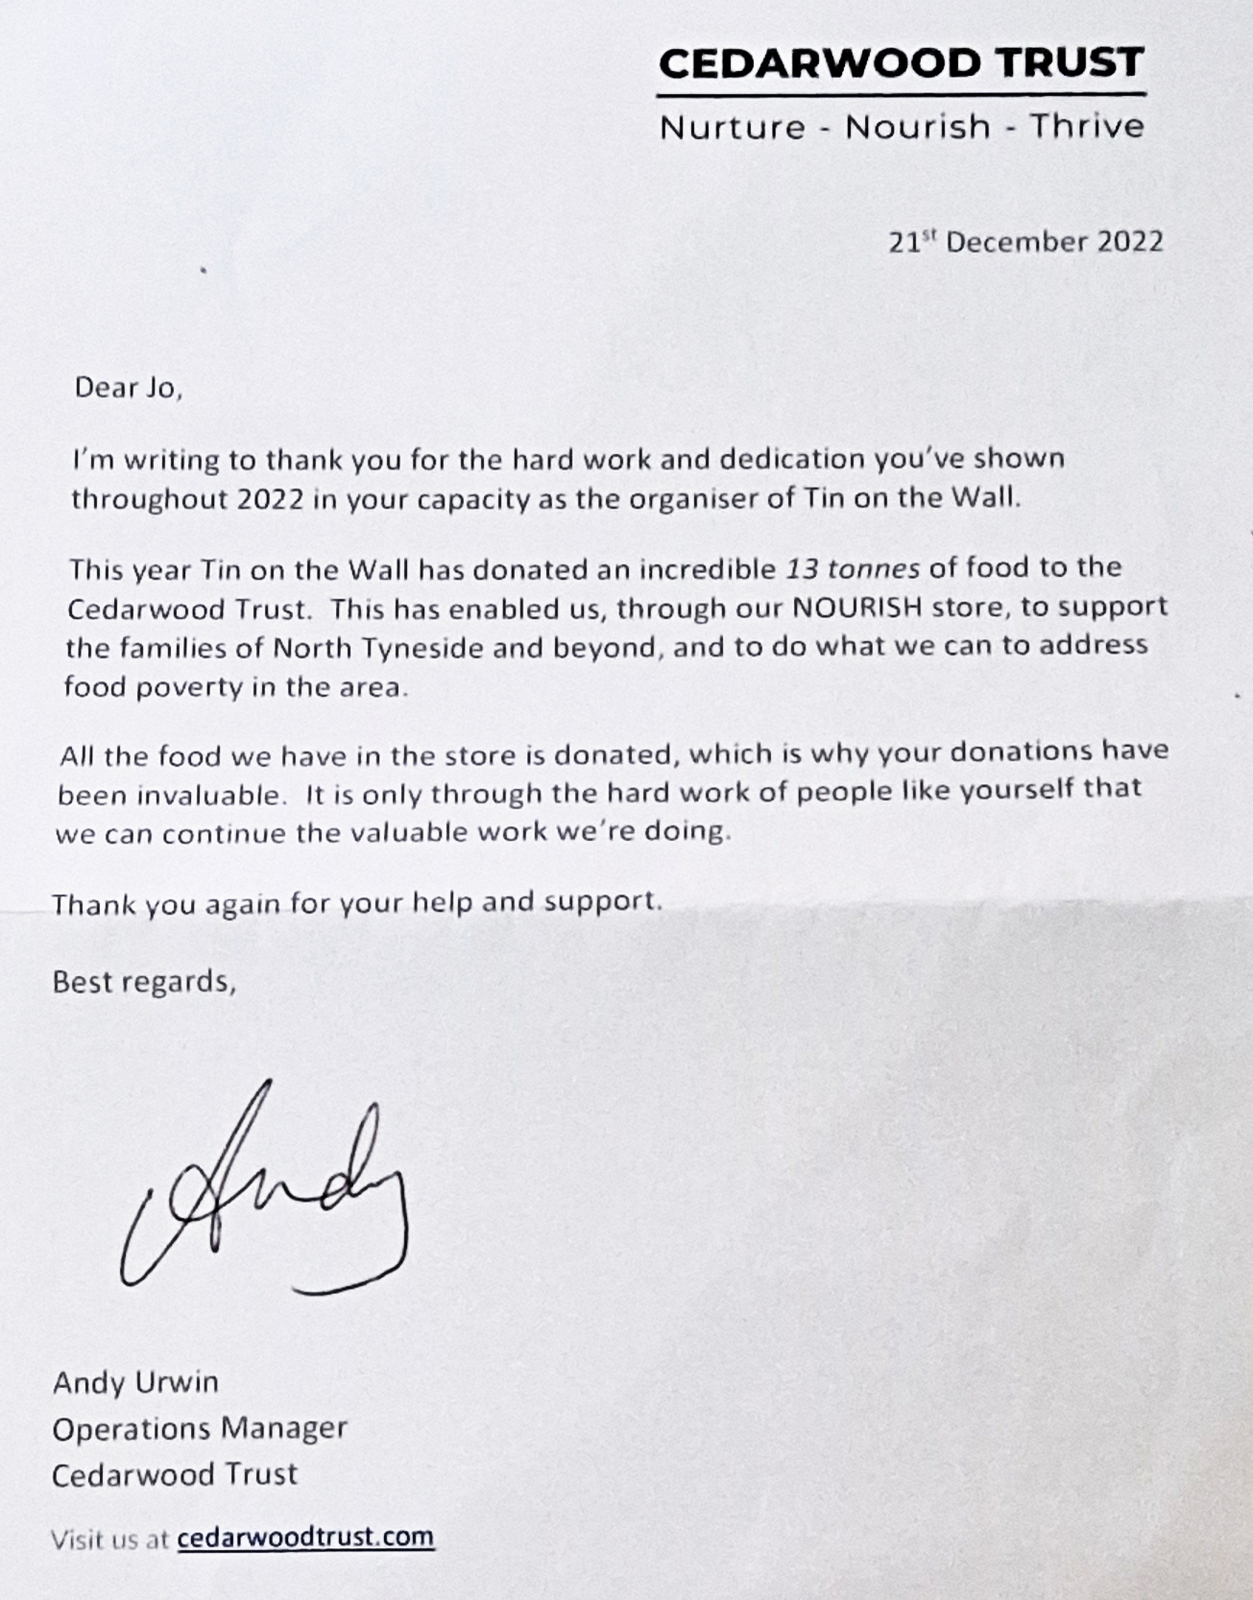 CEDARWOOD TRUST
Nurture - Nourish - Thrive
21st December 2022
Dear Jo,
I'm writing to thank you for the hard work and dedication you've shown
throughout 2022 in your capacity as the organiser of Tin on the Wall.
This year Tin on the Wall has donated an incredible 13 tonnes of food to the
Cedarwood Trust.  This has enabled us, through our NOURISH store, to support
the families of North Tyneside and beyond, and to do what we can to address
food poverty in the area.
All the food we have in the store is donated, which is why your donations have
been invaluable.  It is only through the hard work of people like yourself that
we can continue the valuable work we're doing.
Thank you again for your help and support.
Best regards,
Andy
Andy Urwin
Operations Manager
Cedarwood Trust
Visit us at cedarwoodtrust.com